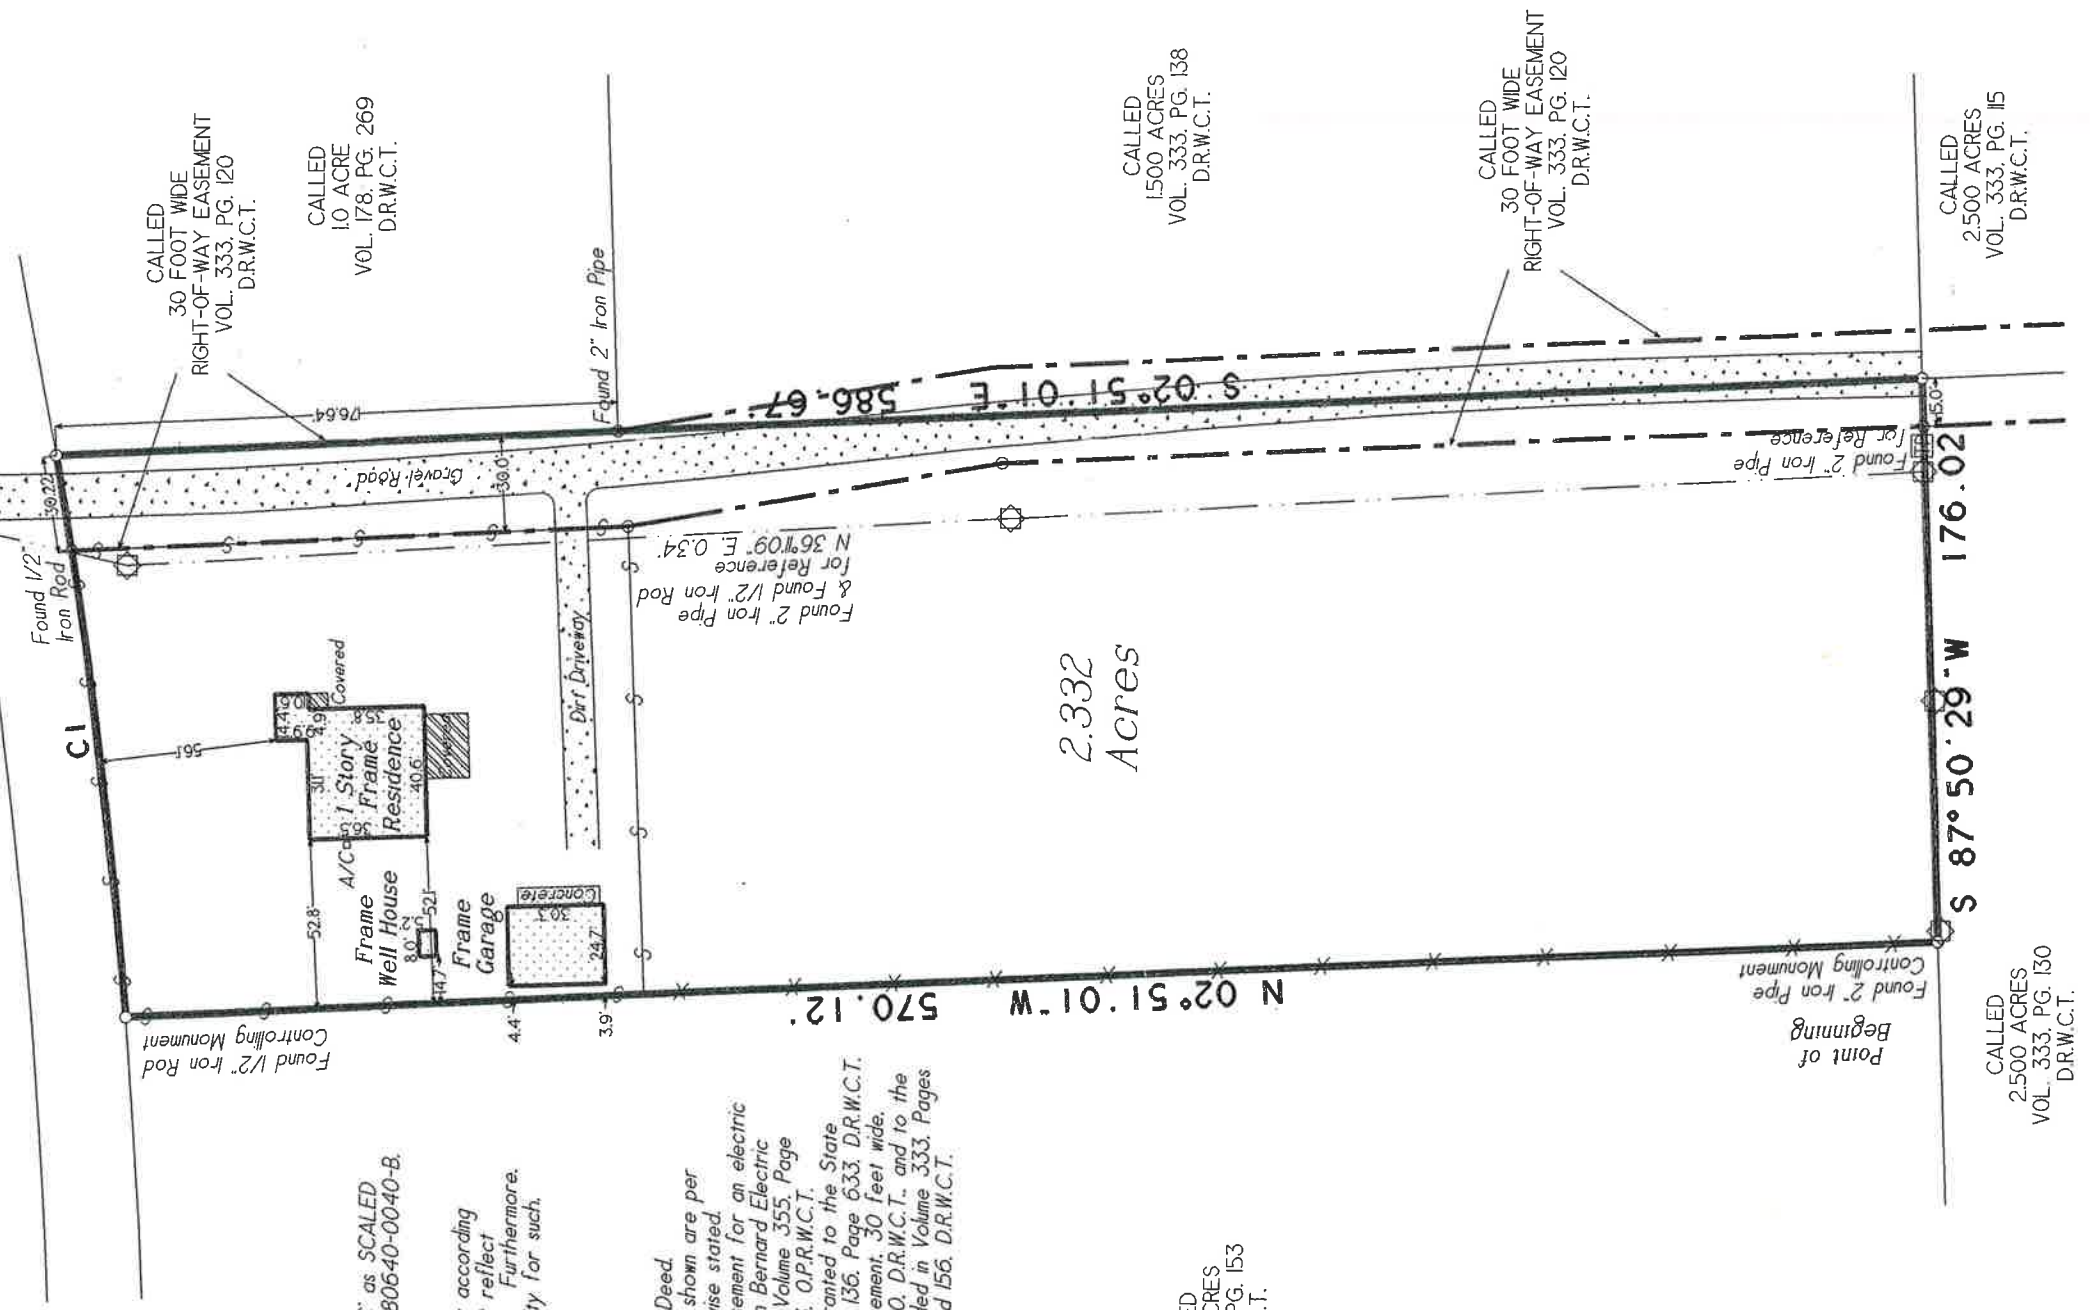 CALLED
30 FOOT WIDE
RIGHT-OF-WAY EASEMENT
VOL. 333, PG. 120
D.R.W.C.T.
CALLED
1.0 ACRE
VOL. 178, PG. 269
D.R.W.C.T.
CALLED
1.500 ACRES
VOL. 333, PG. 138
D.R.W.C.T.
CALLED
30 FOOT WIDE
RIGHT-OF-WAY EASEMENT
VOL. 333, PG. 120
D.R.W.C.T.
CALLED
2.500 ACRES
VOL. 333, PG. 115
D.R.W.C.T.
Found 2" Iron Pipe
176.64'
S 02°51'01" E 586.67'
Gravel Road
30.22'
30.0'
15.0'
Found 1/2"
Iron Rod
Found 2" Iron Pipe
for Reference
Found 2" Iron Pipe
& Found 1/2" Iron Rod
for Reference
N 36°11'09" E, 0.34'
C1
56.1'
Covered
4.9
35.8
1 Story
Frame
Residence
40.6
A/C
Covered
Dirt Driveway
2.332
Acres
52.8'
Frame
Well House
8.0
52.1'
14.7'
Frame
Garage
Concrete
30.3
24.7
4.4'
3.9'
S 87°50'29" W 176.02'
N 02°51'01" W 570.12'
Found 1/2" Iron Rod
Controlling Monument
Found 2" Iron Pipe
Controlling Monument
Point of
Beginning
CALLED
2.500 ACRES
VOL. 333, PG. 130
D.R.W.C.T.
as SCALED
80640-0040-B.
according
reflect
Furthermore,
for such.
Deed.
shown are per
stated.
for an electric
Bernard Electric
Volume 355, Page
O.P.R.W.C.T.
to the State
136, Page 633, D.R.W.C.T.
30 feet wide,
D.R.W.C.T., and to the
in Volume 333, Pages
156, D.R.W.C.T.
PG. 153